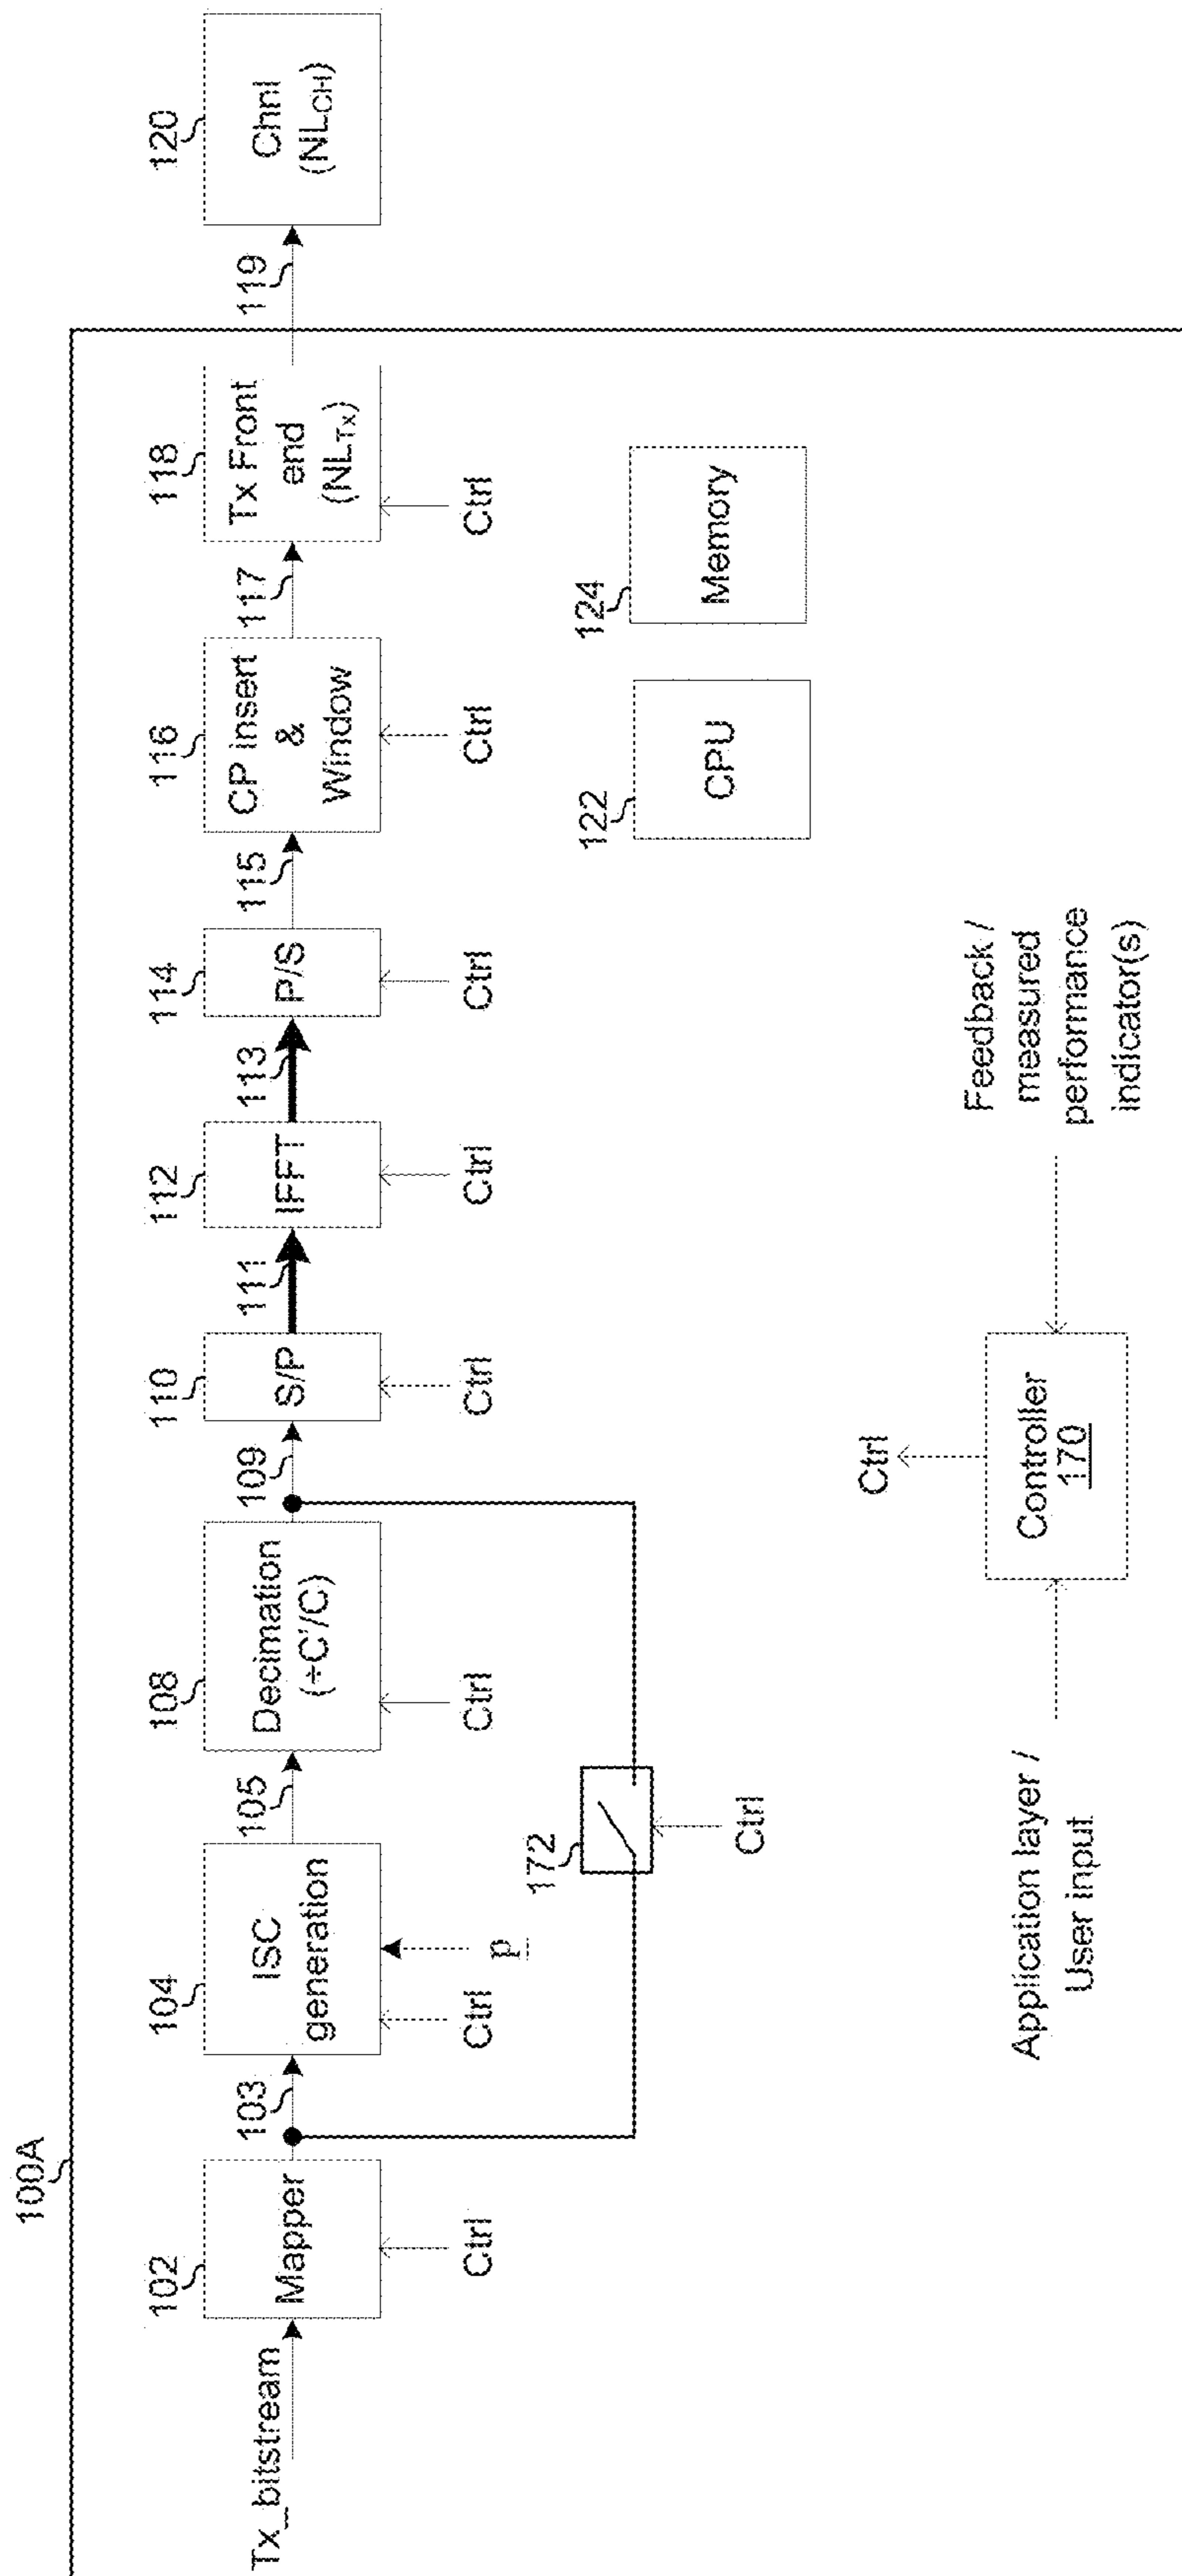 100A
Tx_bitstream
102
Mapper
Ctrl
103
104
ISC
generation
Ctrl
p
105
108
Decimation
(÷C'/C)
Ctrl
172
Ctrl
109
110
S/P
Ctrl
111
112
IFFT
Ctrl
113
114
P/S
Ctrl
115
116
CP insert
&
Window
Ctrl
117
118
Tx Front
end
(NLTx)
Ctrl
119
120
Chnl
(NLCH)
122
CPU
124
Memory
Application layer /
User input
Controller
170
Ctrl
Feedback /
measured
performance
indicator(s)